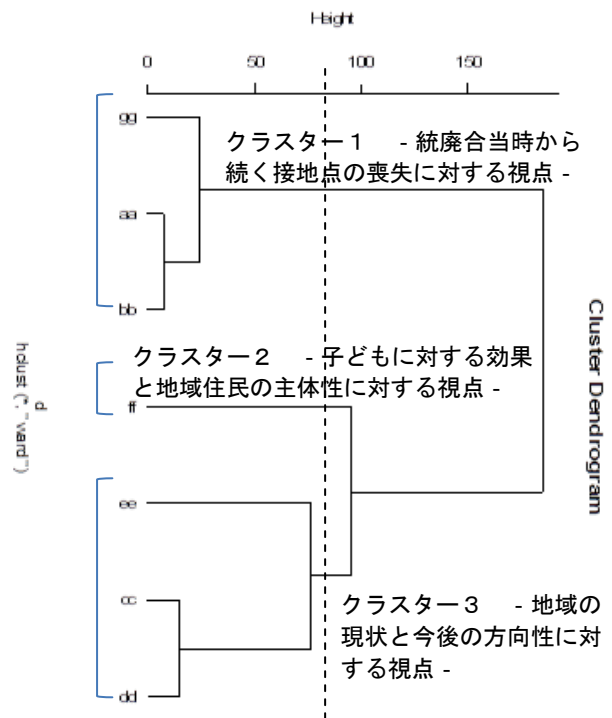 Height
0 50 100 150
gg
クラスター１　- 統廃合当時から
続く接地点の喪失に対する視点 -
aa
bb
クラスター２　- 子どもに対する効果
と地域住民の主体性に対する視点 -
ff
ee
cc
クラスター３　- 地域の
現状と今後の方向性に対
する視点 -
dd
Cluster Dendrogram
d
hclust (*, "ward")